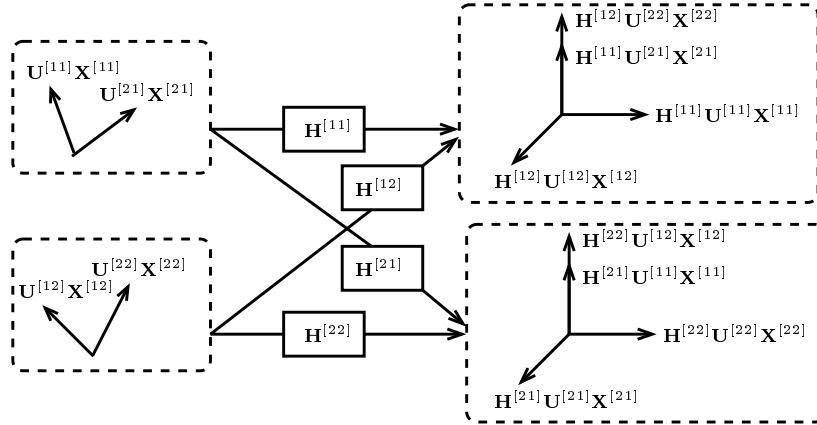 U^[11]X^[11]
U^[21]X^[21]
U^[22]X^[22]
U^[12]X^[12]
H^[11]
H^[12]
H^[21]
H^[22]
H^[12]U^[22]X^[22]
H^[11]U^[21]X^[21]
H^[11]U^[11]X^[11]
H^[12]U^[12]X^[12]
H^[22]U^[12]X^[12]
H^[21]U^[11]X^[11]
H^[22]U^[22]X^[22]
H^[21]U^[21]X^[21]